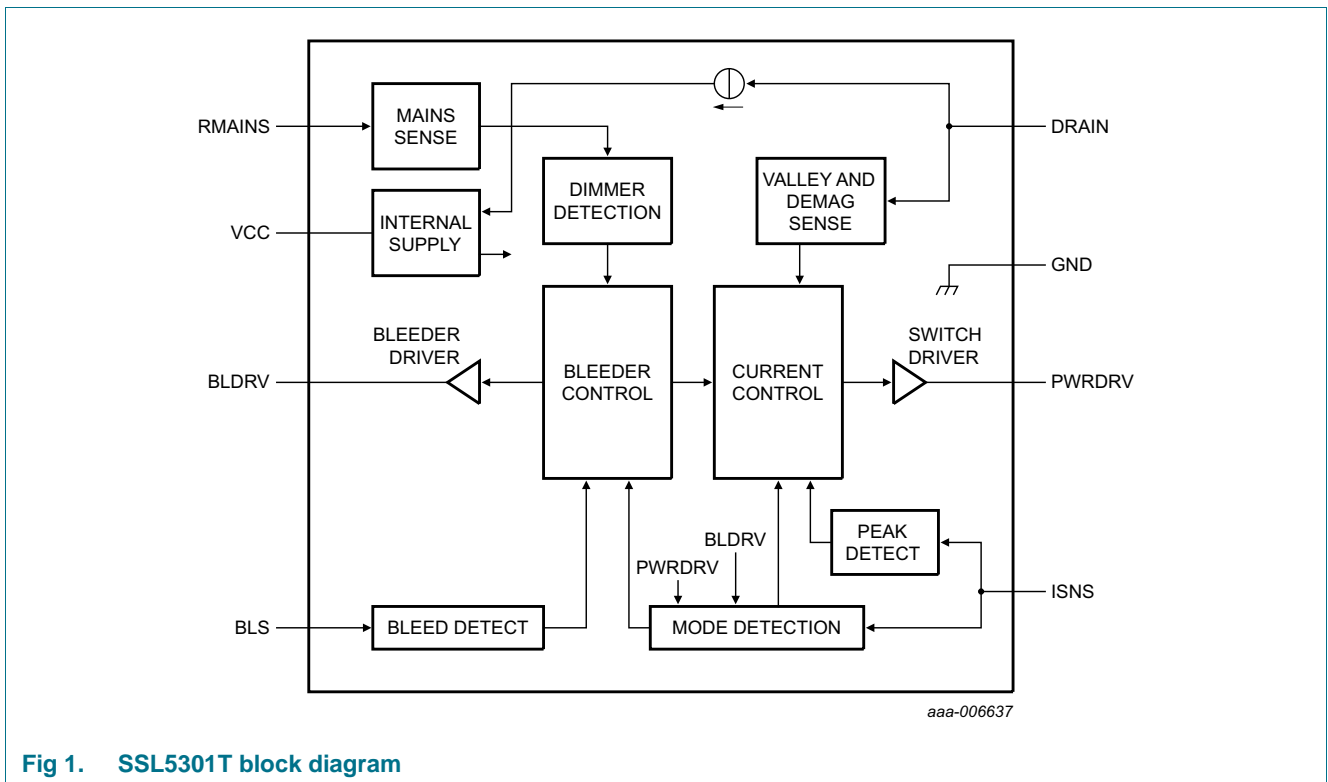 RMAINS
MAINS
SENSE
DRAIN
DIMMER
DETECTION
VALLEY AND
DEMAG
SENSE
VCC
INTERNAL
SUPPLY
GND
BLEEDER
DRIVER
SWITCH
DRIVER
BLDRV
BLEEDER
CONTROL
CURRENT
CONTROL
PWRDRV
PEAK
DETECT
BLDRV
PWRDRV
ISNS
BLS
BLEED DETECT
MODE DETECTION
aaa-006637
Fig 1. SSL5301T block diagram